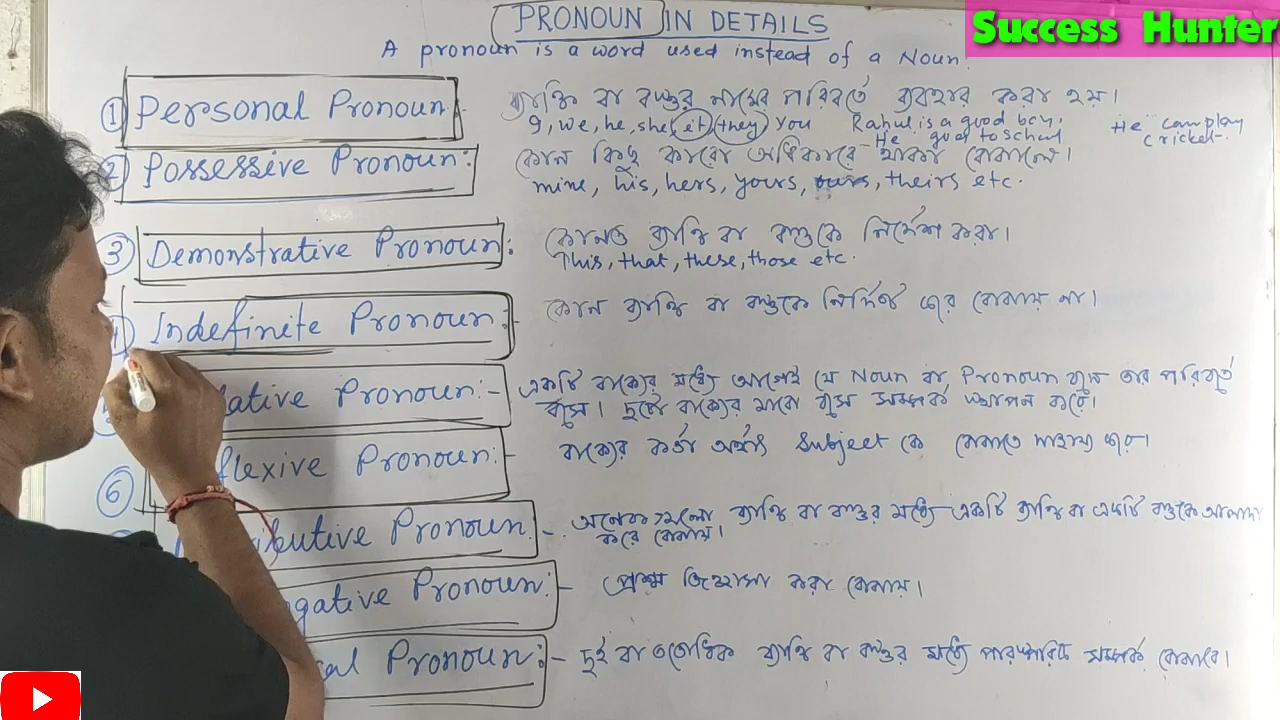 PRONOUN IN DETAILS
Success Hunter
A pronoun is a word used instead of a Noun.
① Personal Pronoun - ব্যক্তি বা বস্তুর নামের পরিবর্তে ব্যবহার করা হয়।
I, we, he, she, it, they, you Rahul is a good boy. He can play
He goes to school cricket.
② Possessive Pronoun: কোন কিছু কারো অধিকারে থাকা বোঝালে।
mine, his, hers, yours, ours, theirs etc.
③ Demonstrative Pronoun: কোনও ব্যক্তি বা বস্তুকে নির্দেশ করা।
This, that, these, those etc.
Indefinite Pronoun:- কোন ব্যক্তি বা বস্তুকে নির্দিষ্ট করে বোঝায় না।
ative Pronoun:- একটি বাক্যের মধ্যে আগেই যে Noun বা Pronoun বসে তার পরিবর্তে
বসে। দুটো বাক্যের মাঝে বসে সম্পর্ক স্থাপন করে।
⑥ flexive Pronoun: বাক্যের কর্তা অর্থাৎ Subject কে বোঝাতে সাহায্য করে।
ibutive Pronoun - অনেকগুলো ব্যক্তি বা বস্তুর মধ্যে একটি ব্যক্তি বা একটি বস্তুকে আলাদা
করে বোঝায়।
gative Pronoun:- প্রশ্ন জিজ্ঞাসা করা বোঝায়।
al Pronoun:- দুই বা ততোধিক ব্যক্তি বা বস্তুর মধ্যে পারস্পরিক সম্পর্ক বোঝাবে।